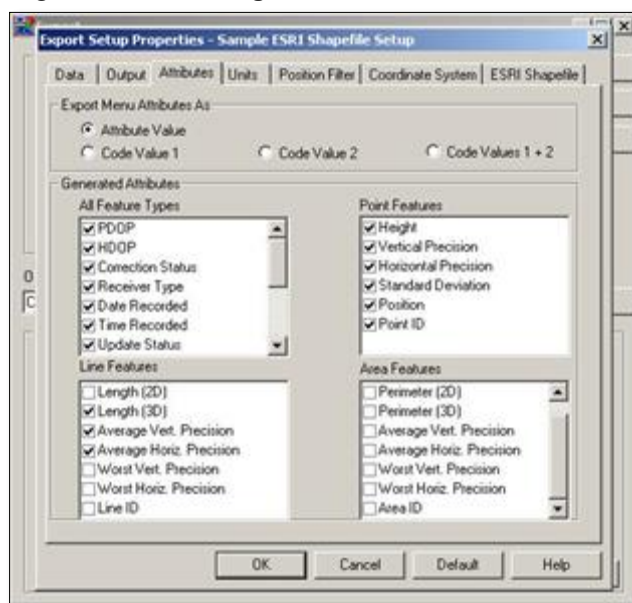 Export Setup Properties - Sample ESRI Shapefile Setup
Data Output Attributes Units Position Filter Coordinate System ESRI Shapefile
Export Menu Attributes As
Attribute Value
Code Value 1 Code Value 2 Code Values 1 + 2
Generated Attributes
All Feature Types
PDOP
HDOP
Correction Status
Receiver Type
Date Recorded
Time Recorded
Update Status
Point Features
Height
Vertical Precision
Horizontal Precision
Standard Deviation
Position
Point ID
Line Features
Length (2D)
Length (3D)
Average Vert. Precision
Average Horiz. Precision
Worst Vert. Precision
Worst Horiz. Precision
Line ID
Area Features
Perimeter (2D)
Perimeter (3D)
Average Vert. Precision
Average Horiz. Precision
Worst Vert. Precision
Worst Horiz. Precision
Area ID
OK Cancel Default Help